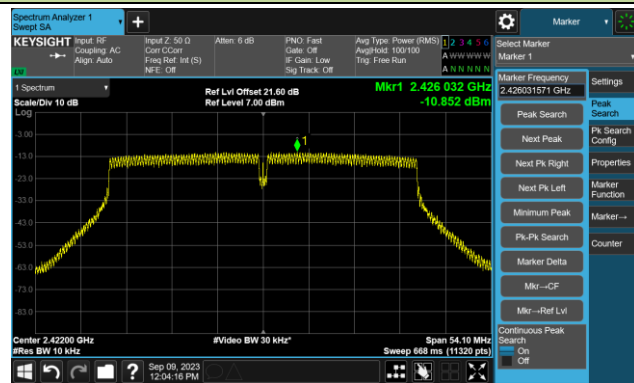 Spectrum Analyzer 1
Swept SA
+
Marker
KEYSIGHT
Input: RF
Coupling: AC
Align: Auto
Input Z: 50 Ω
Corr CCorr
Freq Ref: Int (S)
NFE: Off
Atten: 6 dB
PNO: Fast
Gate: Off
IF Gain: Low
Sig Track: Off
Avg Type: Power (RMS)
Avg|Hold: 100/100
Trig: Free Run
1 2 3 4 5 6
A W W W W W
A N N N N N
Select Marker
Marker 1
1 Spectrum
Scale/Div 10 dB
Log
Ref Lvl Offset 21.60 dB
Ref Level 7.00 dBm
Mkr1 2.426 032 GHz
-10.852 dBm
1
-3.00
-13.0
-23.0
-33.0
-43.0
-53.0
-63.0
-73.0
-83.0
Center 2.42200 GHz
#Res BW 10 kHz
#Video BW 30 kHz*
Span 54.10 MHz
Sweep 668 ms (11320 pts)
Marker Frequency
2.426031571 GHz
Peak Search
Next Peak
Next Pk Right
Next Pk Left
Minimum Peak
Pk-Pk Search
Marker Delta
Mkr→CF
Mkr→Ref Lvl
Continuous Peak
Search
On
Off
Settings
Peak
Search
Pk Search
Config
Properties
Marker
Function
Marker→
Counter
?
Sep 09, 2023
12:04:16 PM